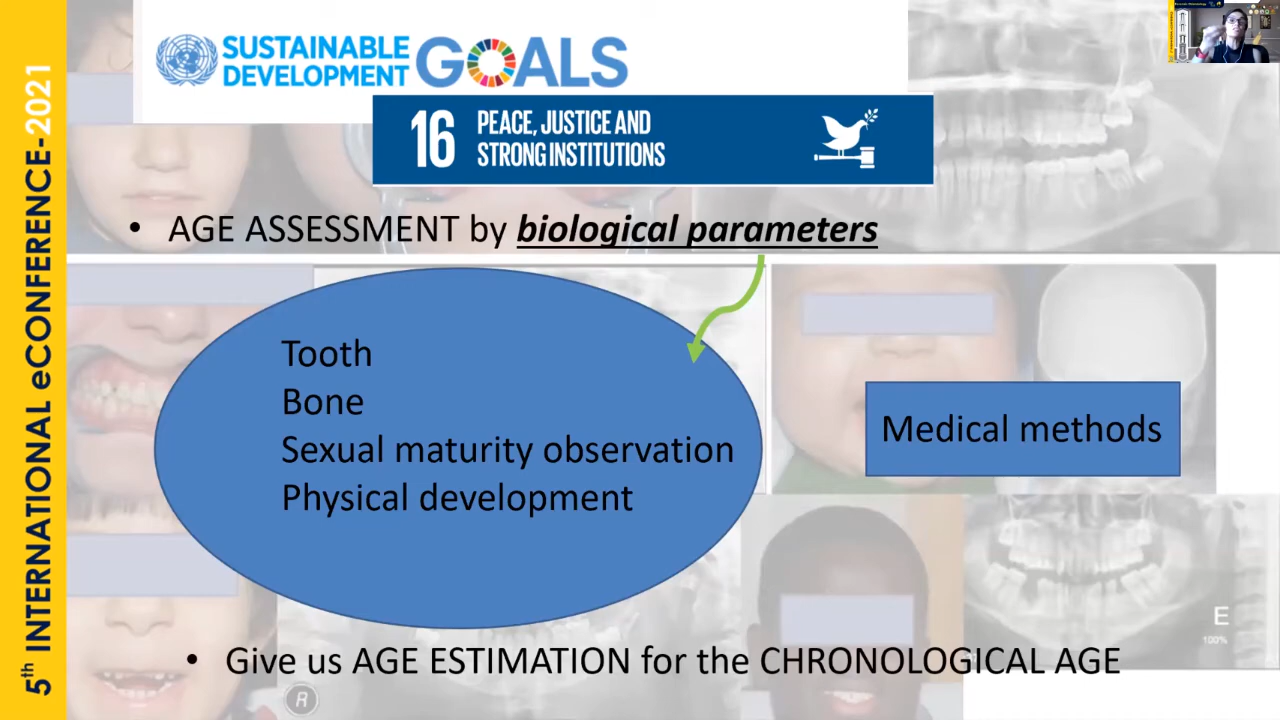 5th INTERNATIONAL eCONFERENCE-2021
SUSTAINABLE
DEVELOPMENT
GOALS
16
PEACE, JUSTICE AND
STRONG INSTITUTIONS
• AGE ASSESSMENT by biological parameters
Tooth
Bone
Sexual maturity observation
Physical development
Medical methods
E
100%
• Give us AGE ESTIMATION for the CHRONOLOGICAL AGE
R